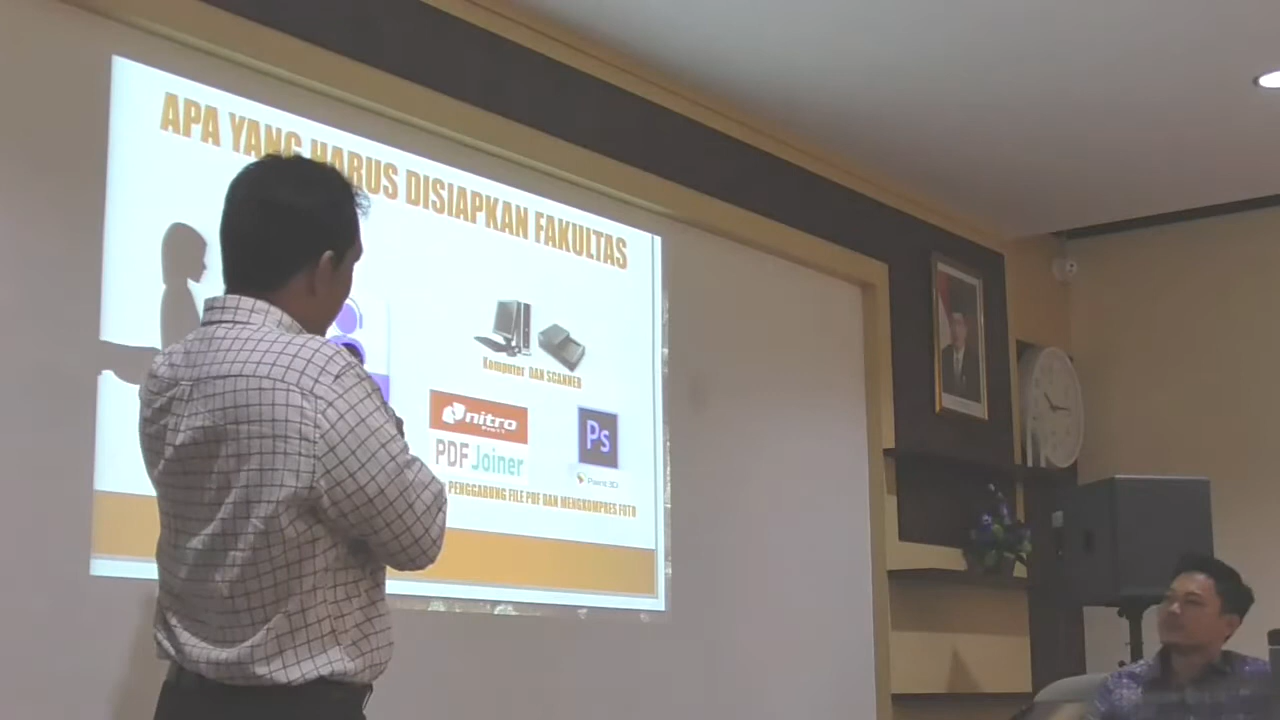 APA YANG HARUS DISIAPKAN FAKULTAS
Komputer DAN SCANNER
nitro
PDF Joiner
Ps
Paint 3D
PENGGABUNG FILE PDF DAN MENGKOMPRES FOTO